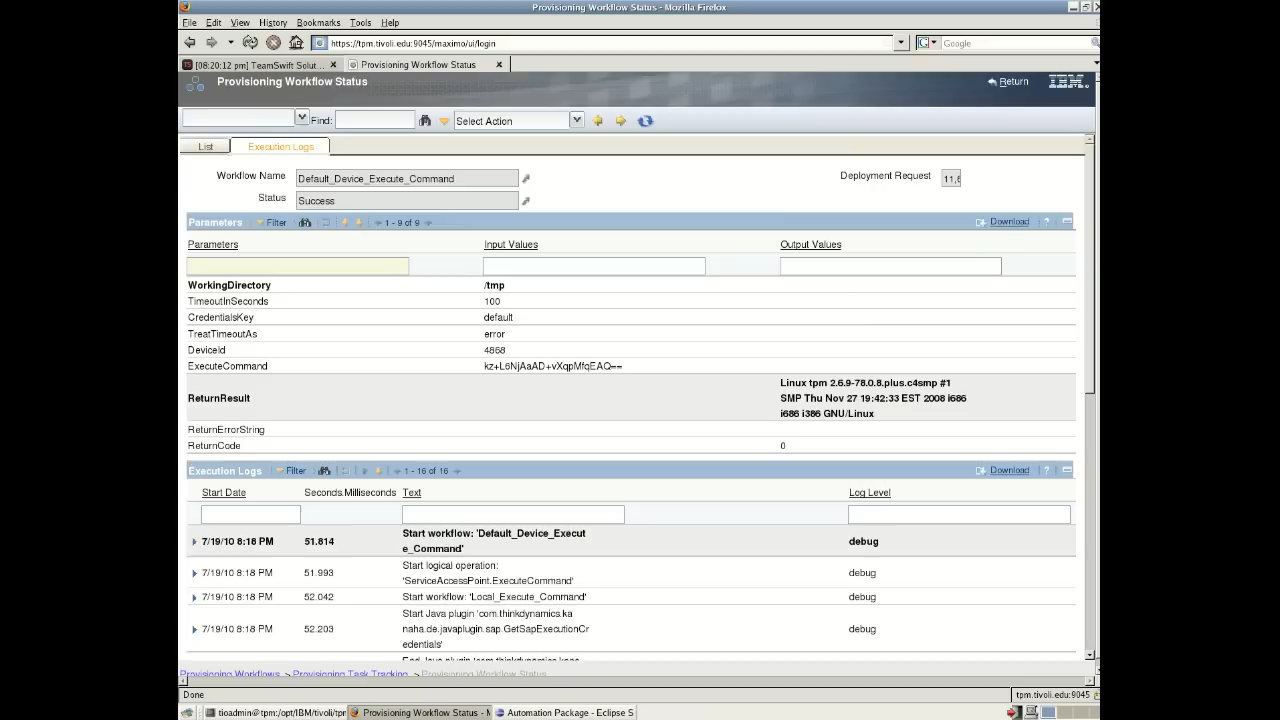 Provisioning Workflow Status - Mozilla Firefox
File Edit View History Bookmarks Tools Help
https://tpm.tivoli.edu:9045/maximo/ui/login
Google
[08:20:12 pm] TeamSwift Solut...
Provisioning Workflow Status
Provisioning Workflow Status
Return
IBM.
Find:
Select Action
List
Execution Logs
Workflow Name
Default_Device_Execute_Command
Deployment Request
Status
Success
Parameters
Filter
1 - 9 of 9
Download
?
Parameters
Input Values
Output Values
WorkingDirectory
/tmp
TimeoutInSeconds
100
CredentialsKey
default
TreatTimeoutAs
error
DeviceId
4868
ExecuteCommand
kz+L6NjAaAD+vXqpMfqEAQ==
ReturnResult
Linux tpm 2.6.9-78.0.8.plus.c4smp #1
SMP Thu Nov 27 19:42:33 EST 2008 i686
i686 i386 GNU/Linux
ReturnErrorString
ReturnCode
0
Execution Logs
Filter
1 - 16 of 16
Download
?
Start Date
Seconds.Milliseconds
Text
Log Level
7/19/10 8:18 PM
51.814
Start workflow: 'Default_Device_Execut
e_Command'
debug
7/19/10 8:18 PM
51.993
Start logical operation:
'ServiceAccessPoint.ExecuteCommand'
debug
7/19/10 8:18 PM
52.042
Start workflow: 'Local_Execute_Command'
debug
7/19/10 8:18 PM
52.203
Start Java plugin 'com.thinkdynamics.ka
naha.de.javaplugin.sap.GetSapExecutionCr
edentials'
debug
Provisioning Workflows -> Provisioning Task Tracking -> Provisioning Workflow Status
Done
tpm.tivoli.edu:9045
tioadmin@tpm:/opt/IBM/tivoli/tpr
Provisioning Workflow Status - M
Automation Package - Eclipse S